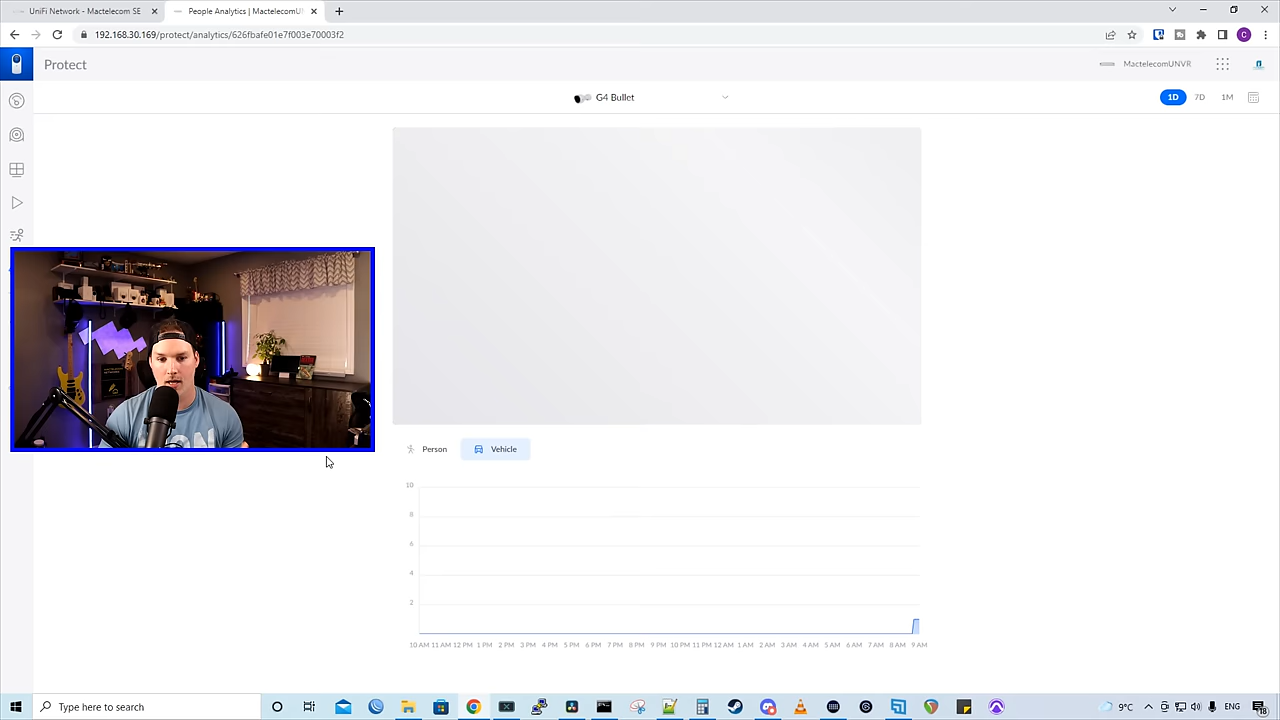 UniFi Network - Mactelecom SE
People Analytics | MactelecomU
192.168.30.169/protect/analytics/626fbafe01e7f003e70003f2
C
Protect
MactelecomUNVR
G4 Bullet
1D
7D
1M
Person
Vehicle
10
8
6
4
2
10 AM 11 AM 12 PM 1 PM 2 PM 3 PM 4 PM 5 PM 6 PM 7 PM 8 PM 9 PM 10 PM 11 PM 12 AM 1 AM 2 AM 3 AM 4 AM 5 AM 6 AM 7 AM 8 AM 9 AM
Type here to search
9°C
ENG